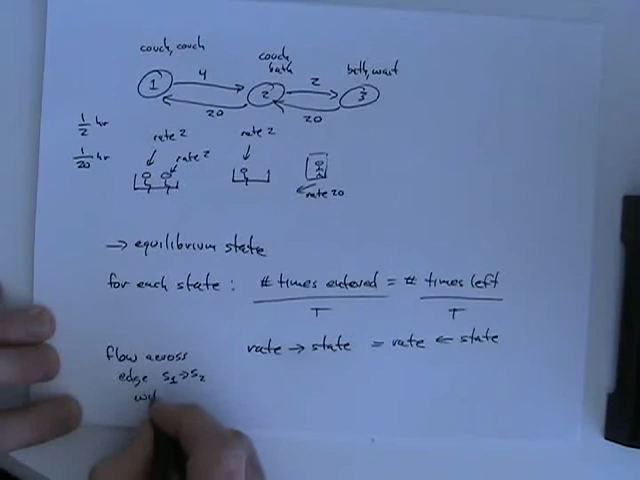 couch, couch
couch,
bath
bath, wait
1
4
2
2
3
20
20
1/2 hr
1/20 hr
rate 2
rate 2
rate 2
rate 20
→ equilibrium state
for each state : # times entered / T = # times left / T
rate → state = rate ← state
flow across
edge s₁→s₂
wi